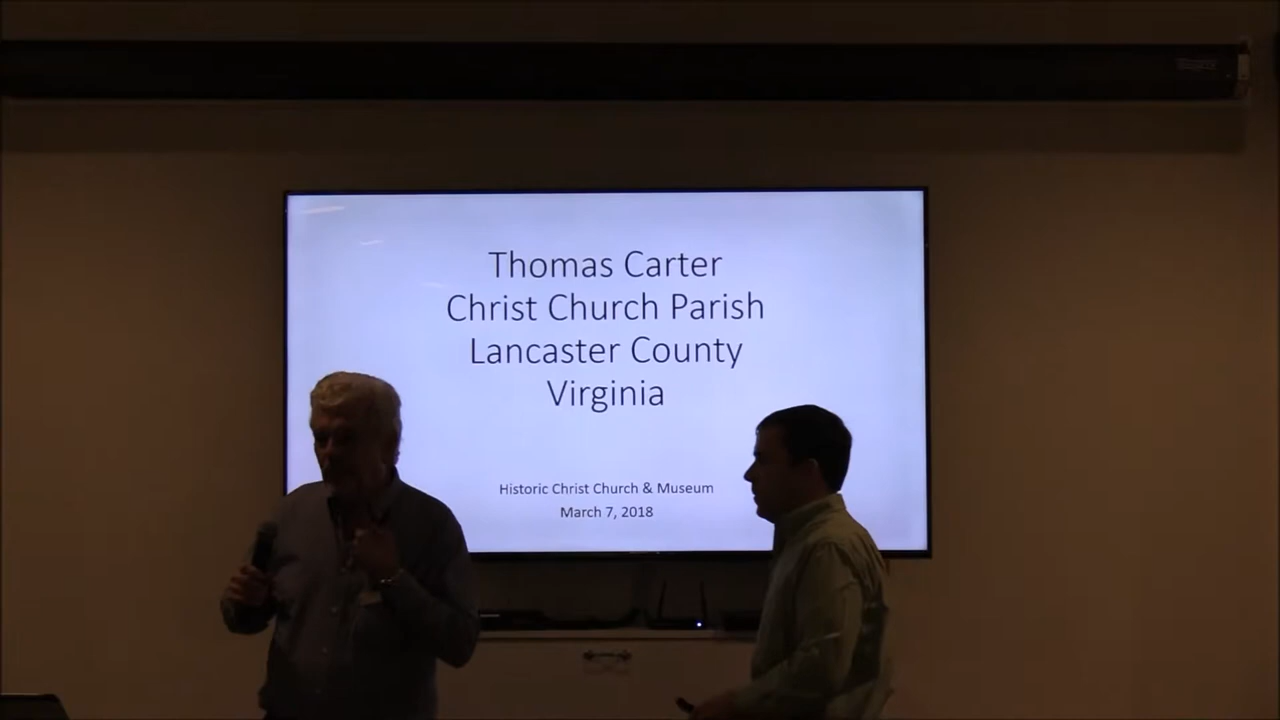 Thomas Carter
Christ Church Parish
Lancaster County
Virginia
Historic Christ Church & Museum
March 7, 2018